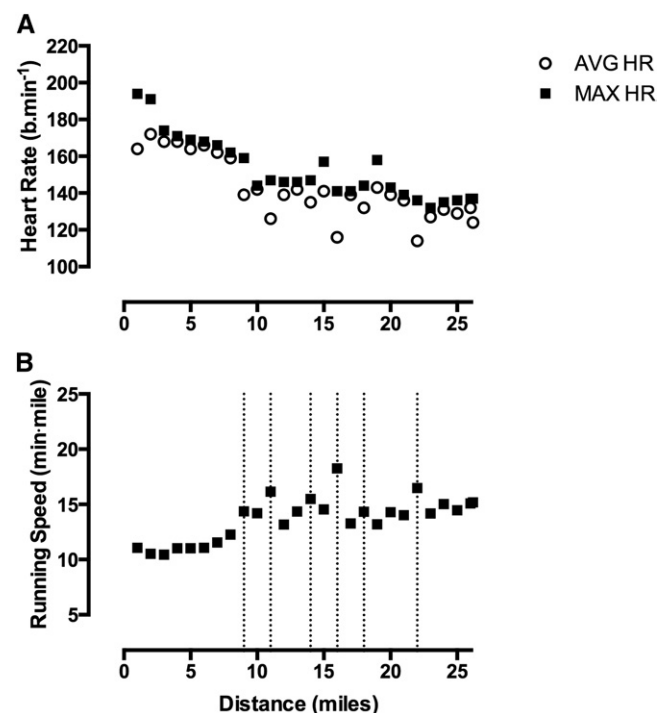 A
220
200
180
160
140
120
100
Heart Rate (b.min⁻¹)
0 5 10 15 20 25
AVG HR
MAX HR
B
25
20
15
10
5
Running Speed (min·mile)
0 5 10 15 20 25
Distance (miles)